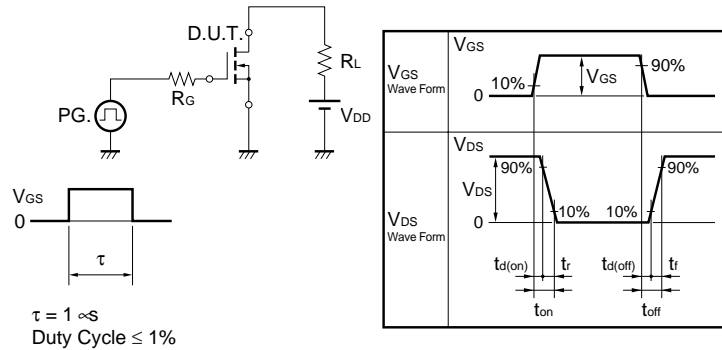 D.U.T.
RL
RG
PG.
VDD
VGS
0
τ
τ = 1 ∝s
Duty Cycle ≤ 1%
VGS
Wave Form
VGS
10%
VGS
90%
0
VDS
Wave Form
VDS
90%
VDS
90%
10%
10%
0
td(on)
tr
td(off)
tf
ton
toff